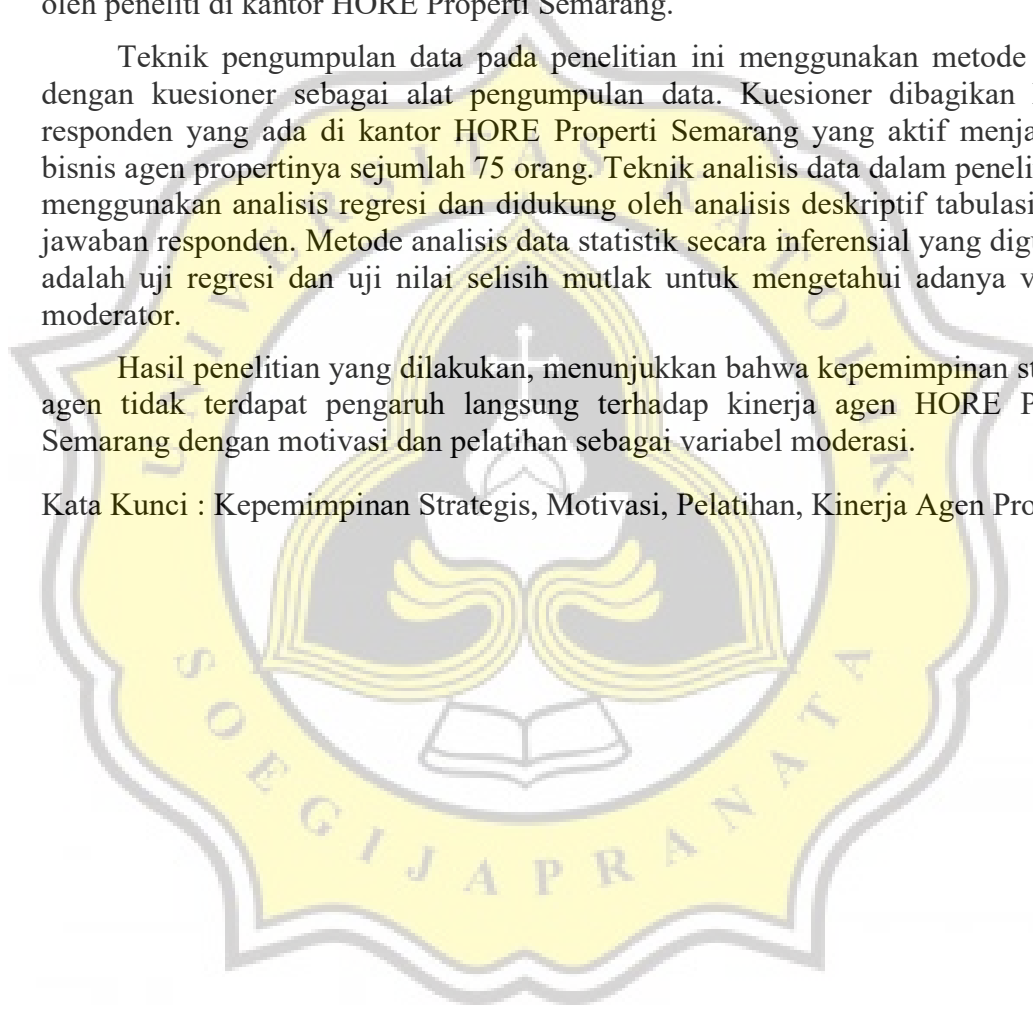 oleh peneliti di kantor HORE Properti Semarang.
Teknik pengumpulan data pada penelitian ini menggunakan metode
dengan kuesioner sebagai alat pengumpulan data. Kuesioner dibagikan
responden yang ada di kantor HORE Properti Semarang yang aktif menja
bisnis agen propertinya sejumlah 75 orang. Teknik analisis data dalam peneli
menggunakan analisis regresi dan didukung oleh analisis deskriptif tabulasi
jawaban responden. Metode analisis data statistik secara inferensial yang dig
adalah uji regresi dan uji nilai selisih mutlak untuk mengetahui adanya v
moderator.
Hasil penelitian yang dilakukan, menunjukkan bahwa kepemimpinan st
agen tidak terdapat pengaruh langsung terhadap kinerja agen HORE P
Semarang dengan motivasi dan pelatihan sebagai variabel moderasi.
Kata Kunci : Kepemimpinan Strategis, Motivasi, Pelatihan, Kinerja Agen Pro
UNIVERSITAS KATOLIK
SOEGIJAPRANATA